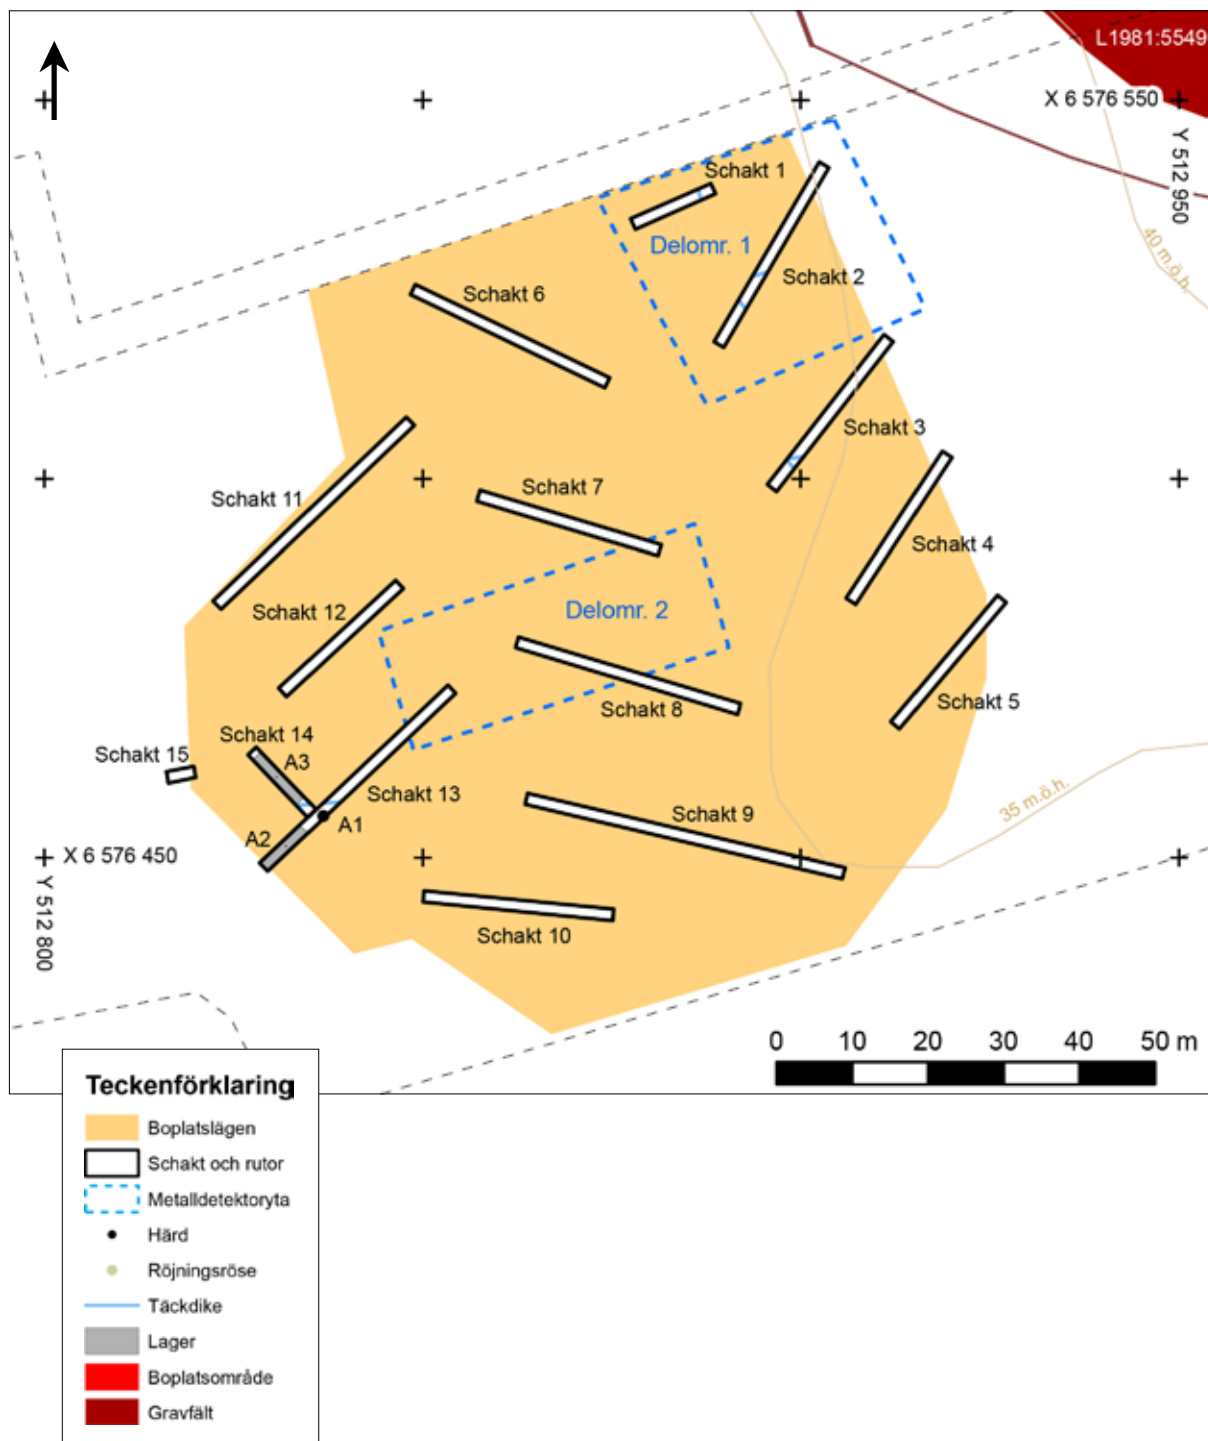 L1981:5549
X 6 576 550
Y 512 950
Schakt 1
Delomr. 1
40 m.ö.h.
Schakt 2
Schakt 6
Schakt 3
Schakt 7
Schakt 11
Schakt 4
Schakt 12
Delomr. 2
Schakt 5
Schakt 8
Schakt 14
Schakt 15
A3
Schakt 13
35 m.ö.h.
A1
Schakt 9
A2
X 6 576 450
Y 512 800
Schakt 10
0 10 20 30 40 50 m
Teckenförklaring
Boplatslägen
Schakt och rutor
Metalldetektoryta
Härd
Röjningsröse
Täckdike
Lager
Boplatsområde
Gravfält